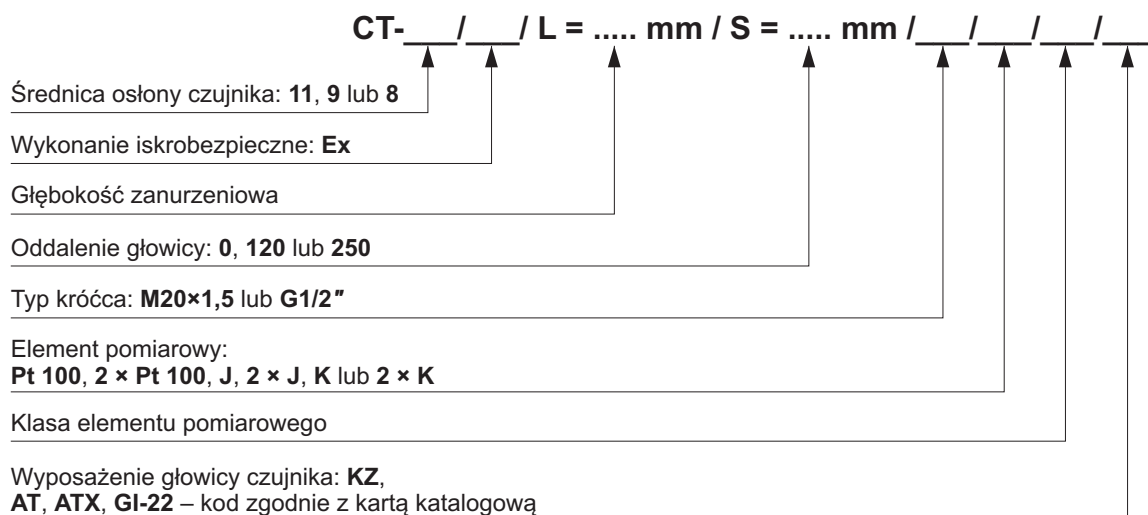 CT-___/___/ L = ..... mm / S = ..... mm /___/___/___/___
Średnica osłony czujnika: 11, 9 lub 8
Wykonanie iskrobezpieczne: Ex
Głębokość zanurzeniowa
Oddalenie głowicy: 0, 120 lub 250
Typ króćca: M20×1,5 lub G1/2"
Element pomiarowy:
Pt 100, 2 × Pt 100, J, 2 × J, K lub 2 × K
Klasa elementu pomiarowego
Wyposażenie głowicy czujnika: KZ,
AT, ATX, GI-22 – kod zgodnie z kartą katalogową